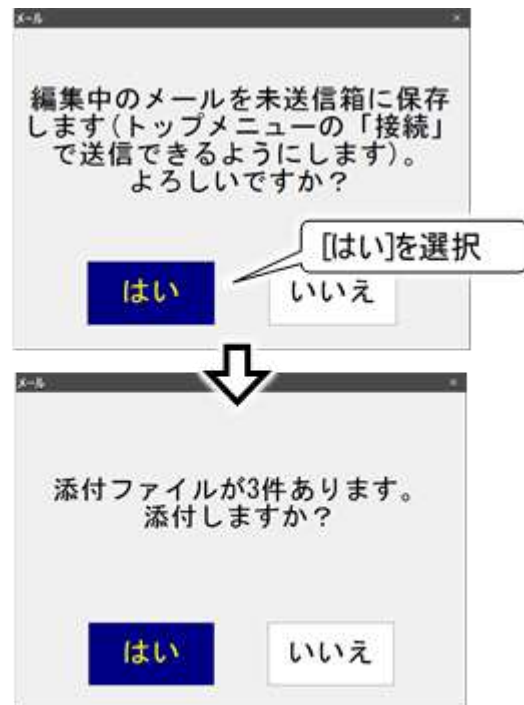 メール
×
編集中のメールを未送信箱に保存
します(トップメニューの「接続」
で送信できるようにします)。
よろしいですか？
[はい]を選択
はい
いいえ
メール
×
添付ファイルが3件あります。
添付しますか？
はい
いいえ